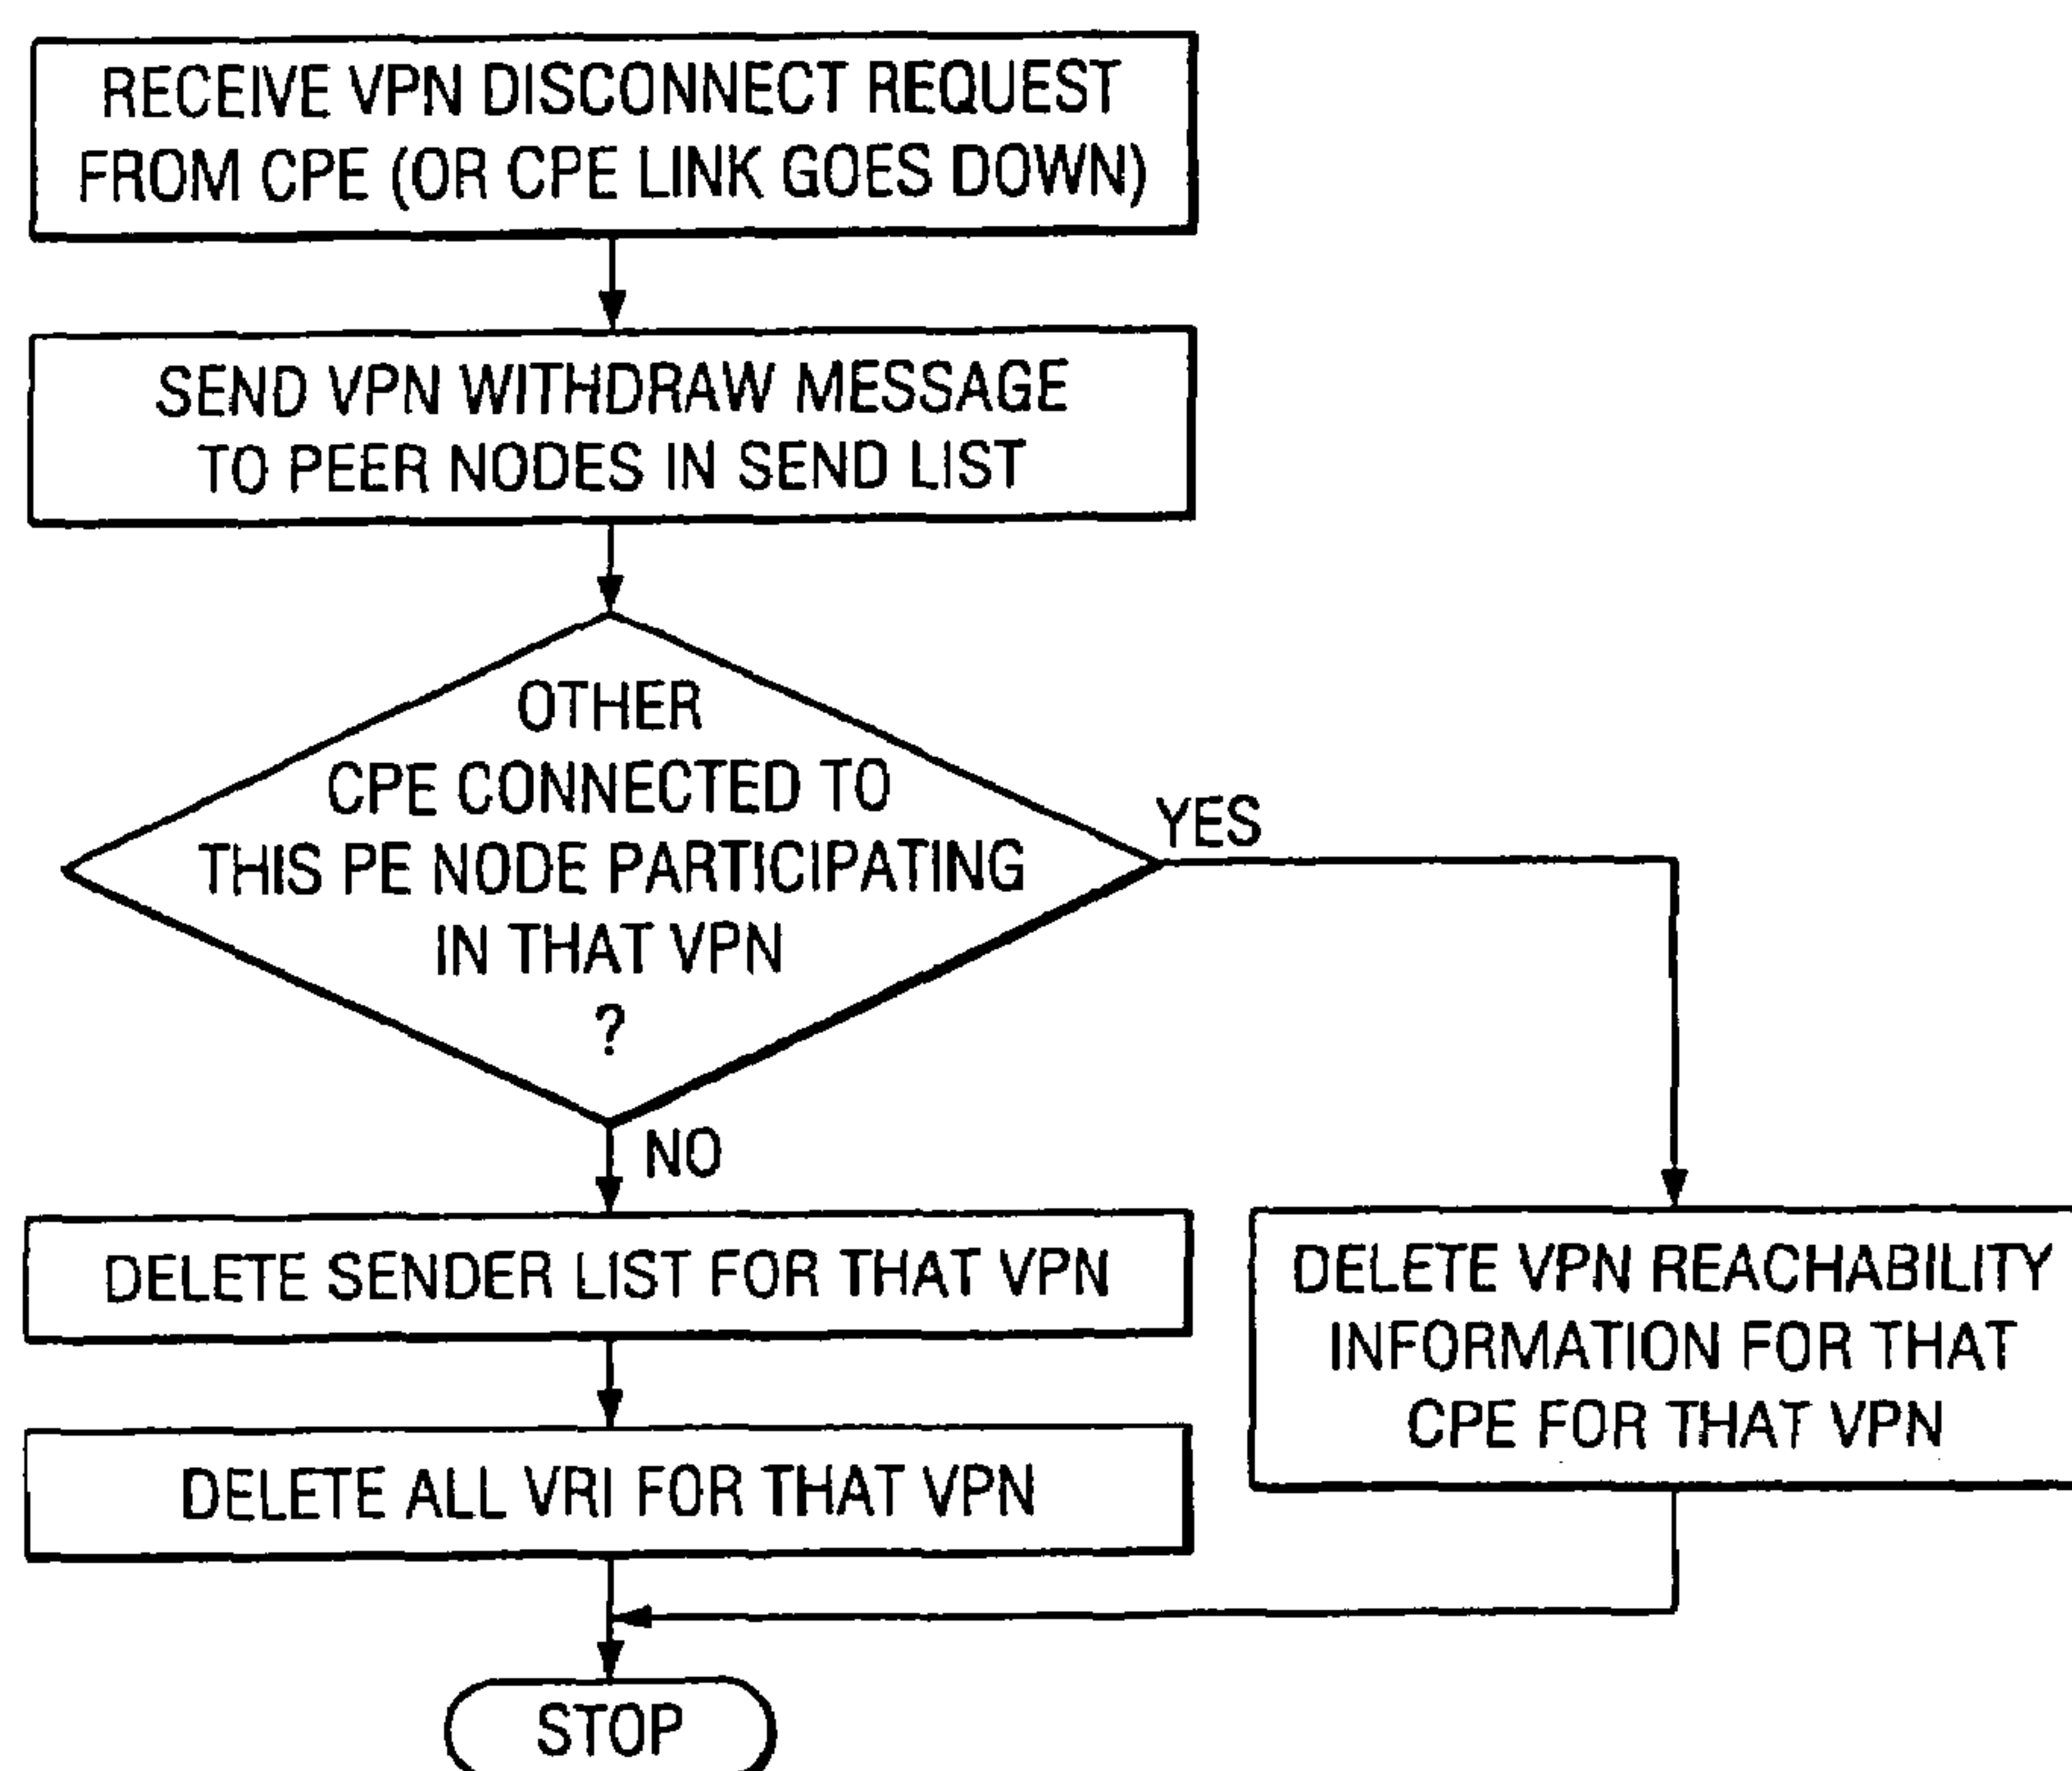 RECEIVE VPN DISCONNECT REQUEST
FROM CPE (OR CPE LINK GOES DOWN)
SEND VPN WITHDRAW MESSAGE
TO PEER NODES IN SEND LIST
OTHER
CPE CONNECTED TO
THIS PE NODE PARTICIPATING
IN THAT VPN
?
YES
NO
DELETE SENDER LIST FOR THAT VPN
DELETE ALL VRI FOR THAT VPN
DELETE VPN REACHABILITY
INFORMATION FOR THAT
CPE FOR THAT VPN
STOP